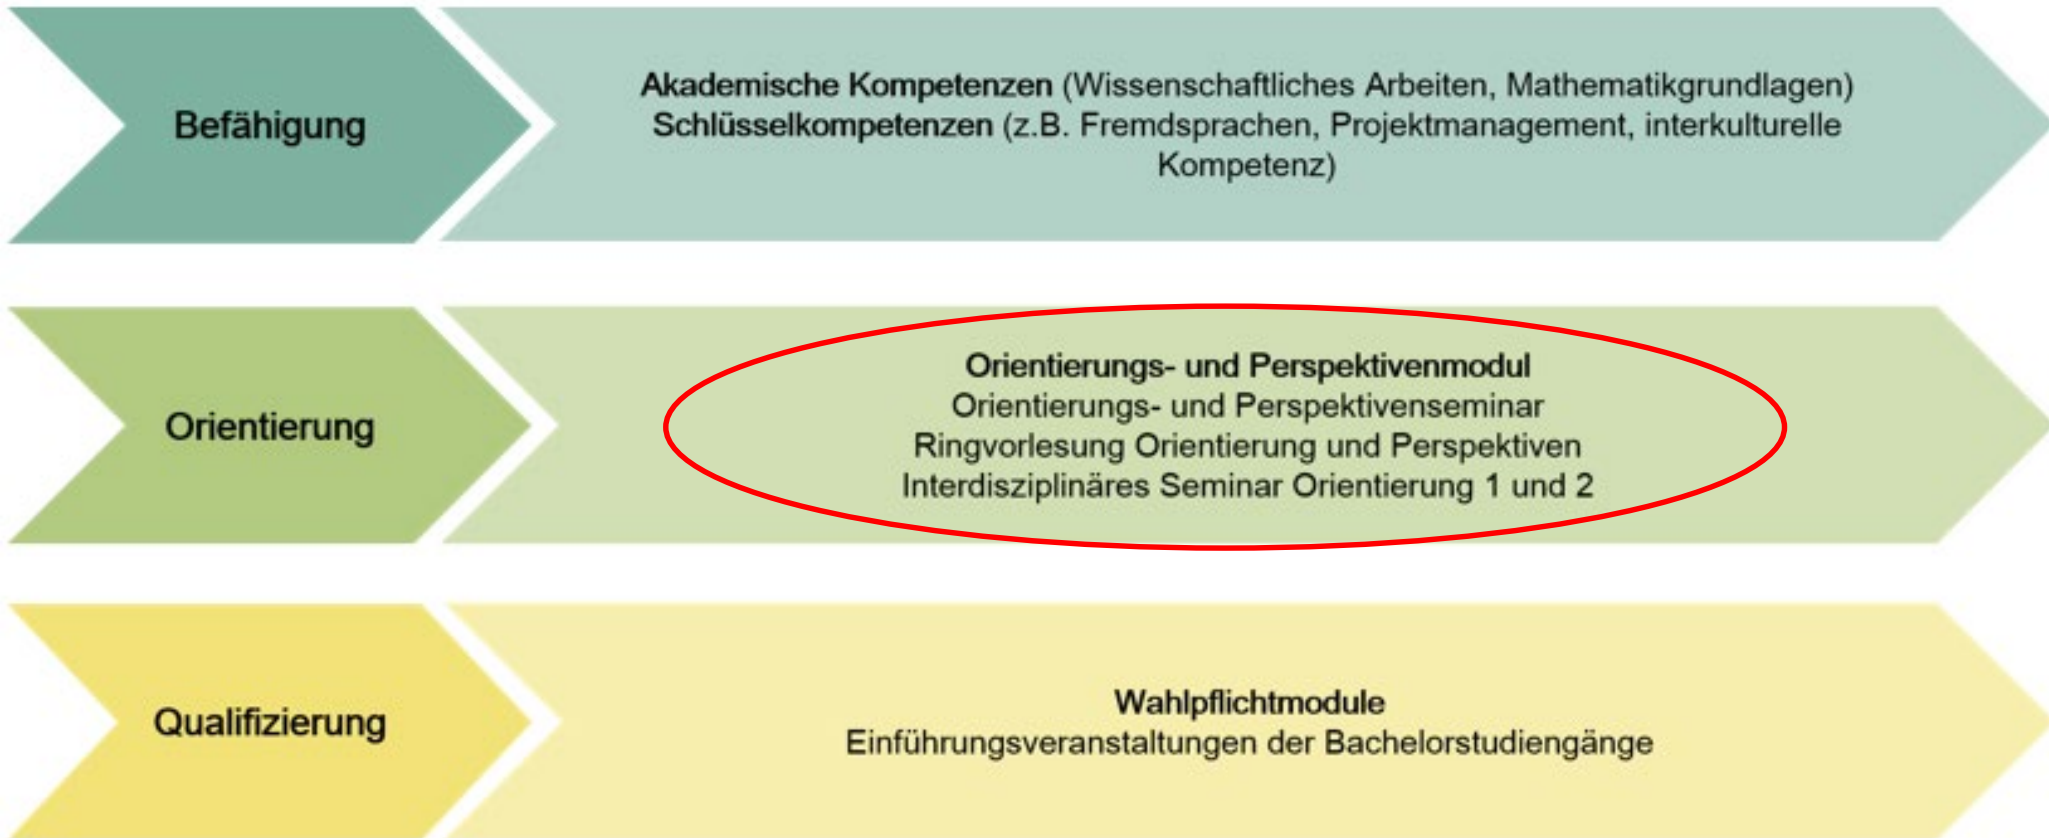 Befähigung
Akademische Kompetenzen (Wissenschaftliches Arbeiten, Mathematikgrundlagen)
Schlüsselkompetenzen (z.B. Fremdsprachen, Projektmanagement, interkulturelle
Kompetenz)
Orientierung
Orientierungs- und Perspektivenmodul
Orientierungs- und Perspektivenseminar
Ringvorlesung Orientierung und Perspektiven
Interdisziplinäres Seminar Orientierung 1 und 2
Qualifizierung
Wahlpflichtmodule
Einführungsveranstaltungen der Bachelorstudiengänge